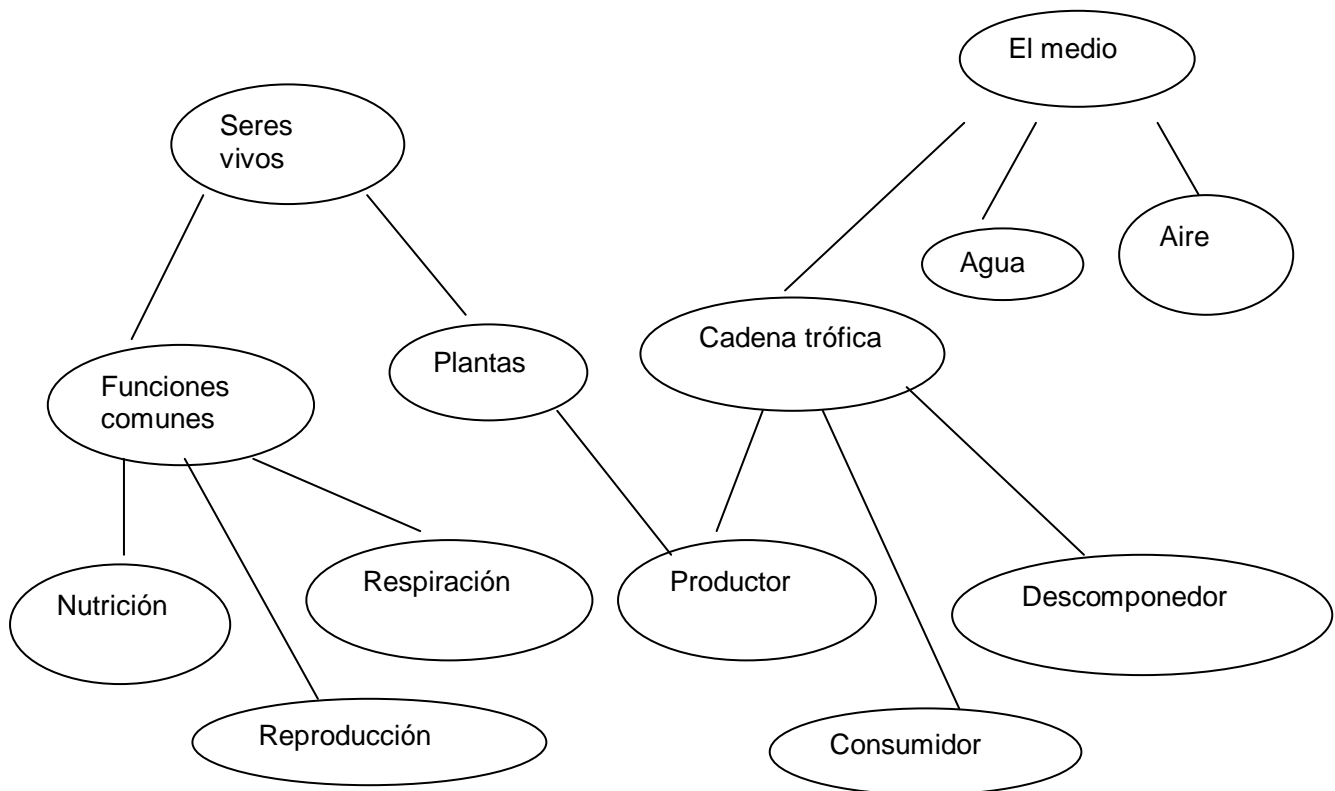 El medio
Seres
vivos
Aire
Agua
Cadena trófica
Plantas
Funciones
comunes
Respiración
Productor
Descomponedor
Nutrición
Reproducción
Consumidor